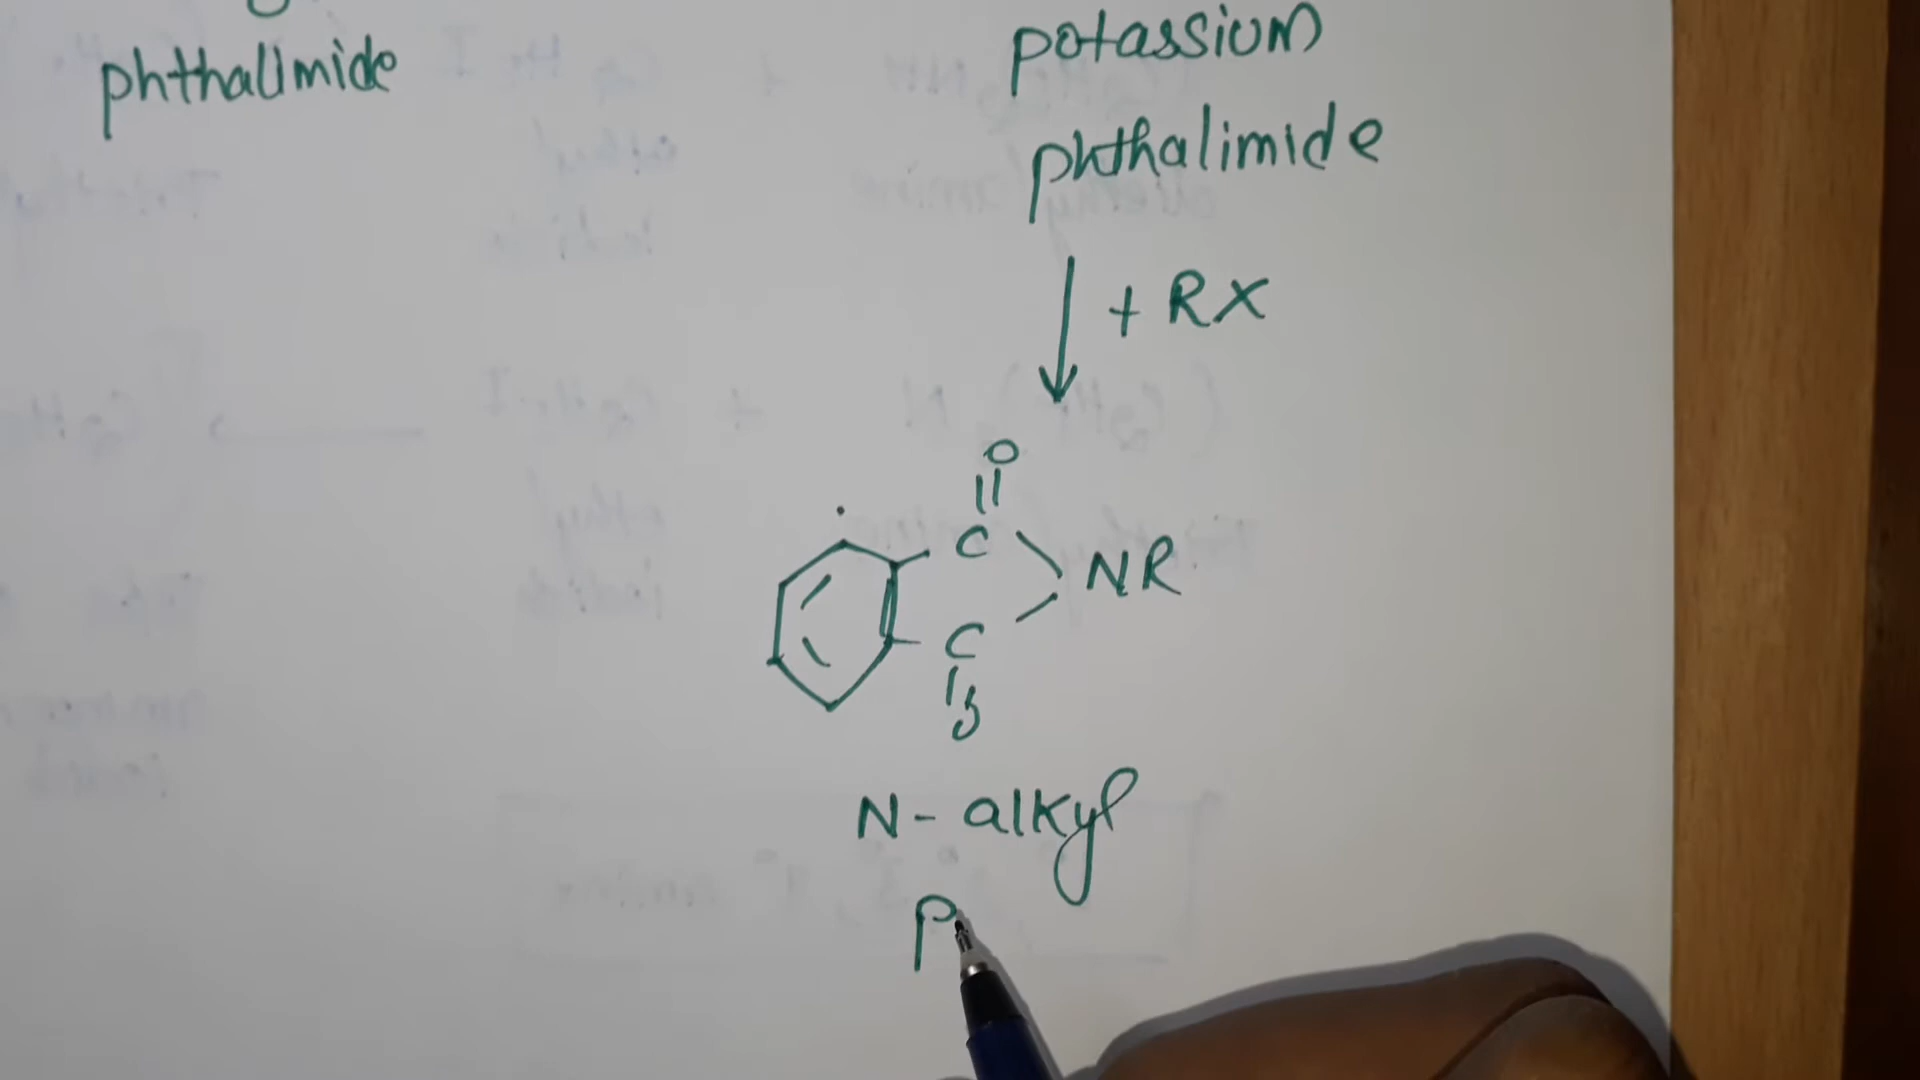 phthalimide
potassium
phthalimide
+ RX
O
C
NR
C
O
N- alkyl
p